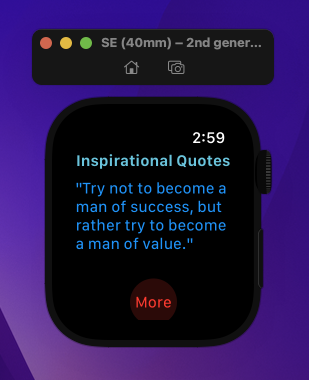 SE (40mm) – 2nd gener...
2:59
Inspirational Quotes
"Try not to become a
man of success, but
rather try to become
a man of value."
More